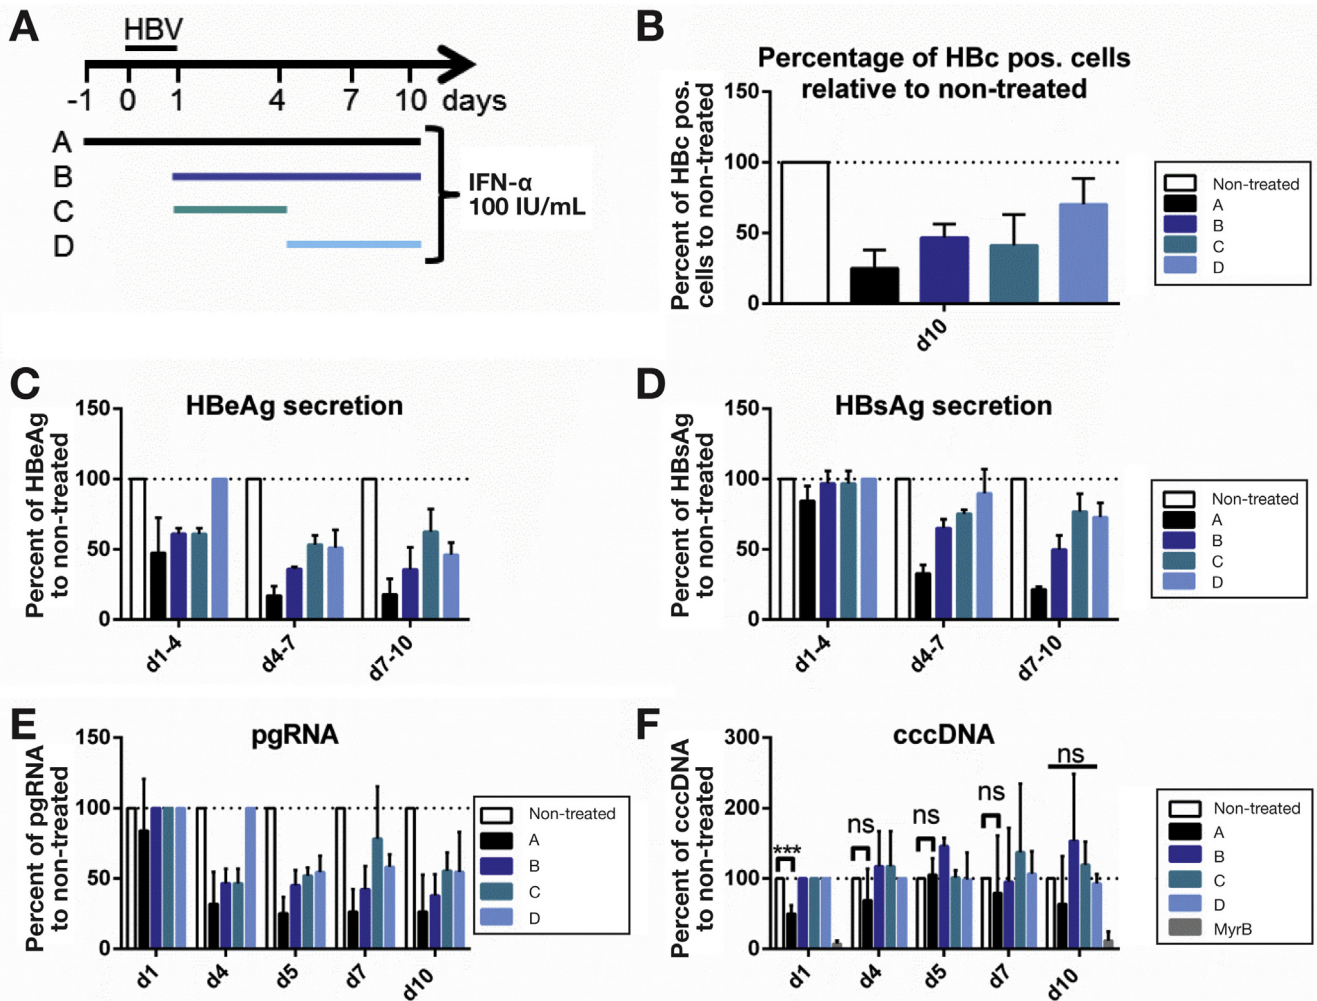 A
HBV
-1 0 1 4 7 10 days
A
B
C
D
IFN-α
100 IU/mL
B
Percentage of HBc pos. cells
relative to non-treated
Percent of HBc pos.
cells to non-treated
150
100
50
0
d10
Non-treated
A
B
C
D
C
HBeAg secretion
Percent of HBeAg
to non-treated
150
100
50
0
d1-4
d4-7
d7-10
D
HBsAg secretion
Percent of HBsAg
to non-treated
150
100
50
0
d1-4
d4-7
d7-10
Non-treated
A
B
C
D
E
pgRNA
Percent of pgRNA
to non-treated
150
100
50
0
d1
d4
d5
d7
d10
Non-treated
A
B
C
D
F
cccDNA
Percent of cccDNA
to non-treated
300
200
100
0
***
ns
ns
ns
ns
d1
d4
d5
d7
d10
Non-treated
A
B
C
D
MyrB